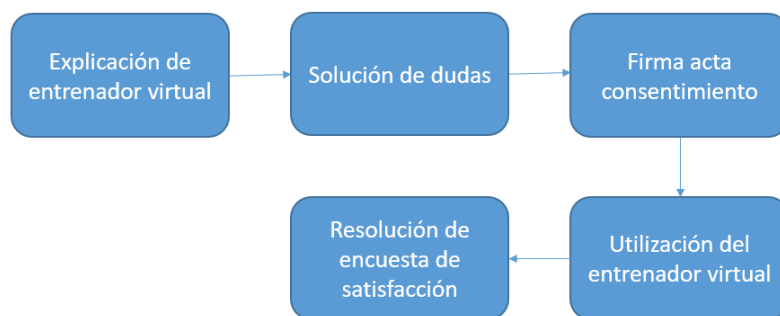 Explicación de
entrenador virtual
Solución de dudas
Firma acta
consentimiento
Resolución de
encuesta de
satisfacción
Utilización del
entrenador virtual